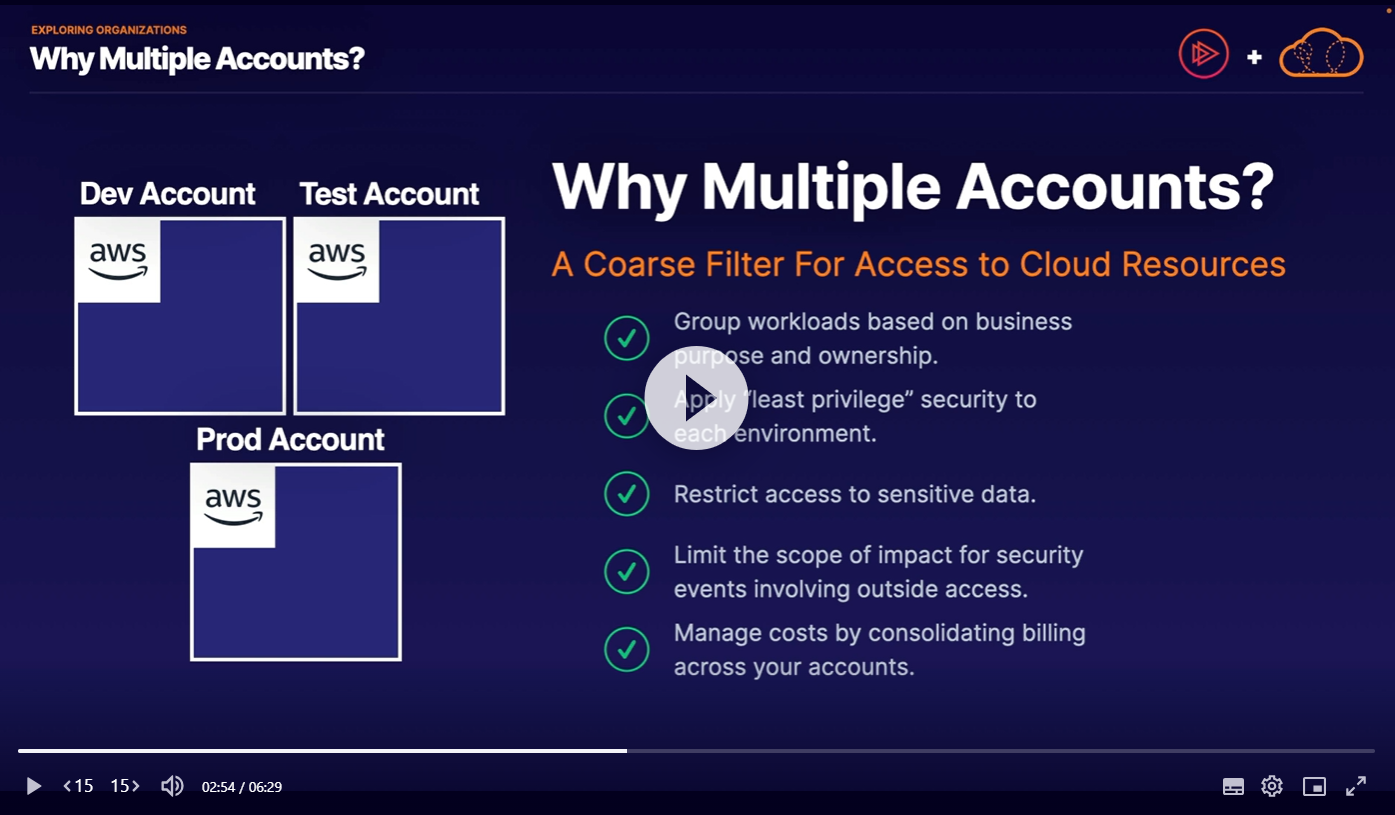 EXPLORING ORGANIZATIONS
Why Multiple Accounts?
+
Dev Account
Test Account
aws
aws
Prod Account
aws
Why Multiple Accounts?
A Coarse Filter For Access to Cloud Resources
Group workloads based on business
purpose and ownership.
Apply “least privilege” security to
each environment.
Restrict access to sensitive data.
Limit the scope of impact for security
events involving outside access.
Manage costs by consolidating billing
across your accounts.
<15 15> 02:54 / 06:29